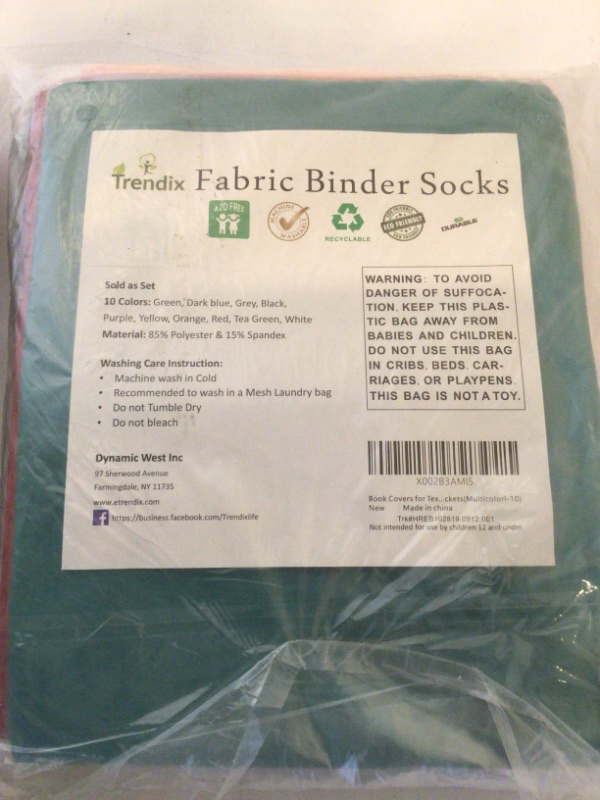 Trendix Fabric Binder Socks
AZO FREE
MACHINE WASHABLE
RECYCLABLE
ECO FRIENDLY
DURABLE
Sold as Set
10 Colors: Green, Dark blue, Grey, Black,
Purple, Yellow, Orange, Red, Tea Green, White
Material: 85% Polyester & 15% Spandex
Washing Care Instruction:
• Machine wash in Cold
• Recommended to wash in a Mesh Laundry bag
• Do not Tumble Dry
• Do not bleach
Dynamic West Inc
97 Sherwood Avenue
Farmingdale, NY 11735
www.etrendix.com
f https://business.facebook.com/Trendixlife
WARNING: TO AVOID
DANGER OF SUFFOCA-
TION, KEEP THIS PLAS-
TIC BAG AWAY FROM
BABIES AND CHILDREN.
DO NOT USE THIS BAG
IN CRIBS, BEDS, CAR-
RIAGES, OR PLAYPENS.
THIS BAG IS NOT A TOY.
X002B3AMIS
Book Covers for Tex...ckets(Multicolorl-10)
New Made in china
Trk#HREB102819.0912.001
Not intended for use by children 12 and under